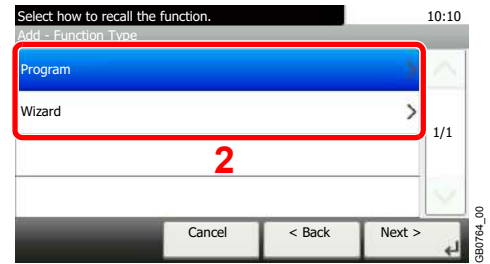 Select how to recall the function.
10:10
Add - Function Type
Program
Wizard
1/1
2
Cancel
< Back
Next >
GB0764_00